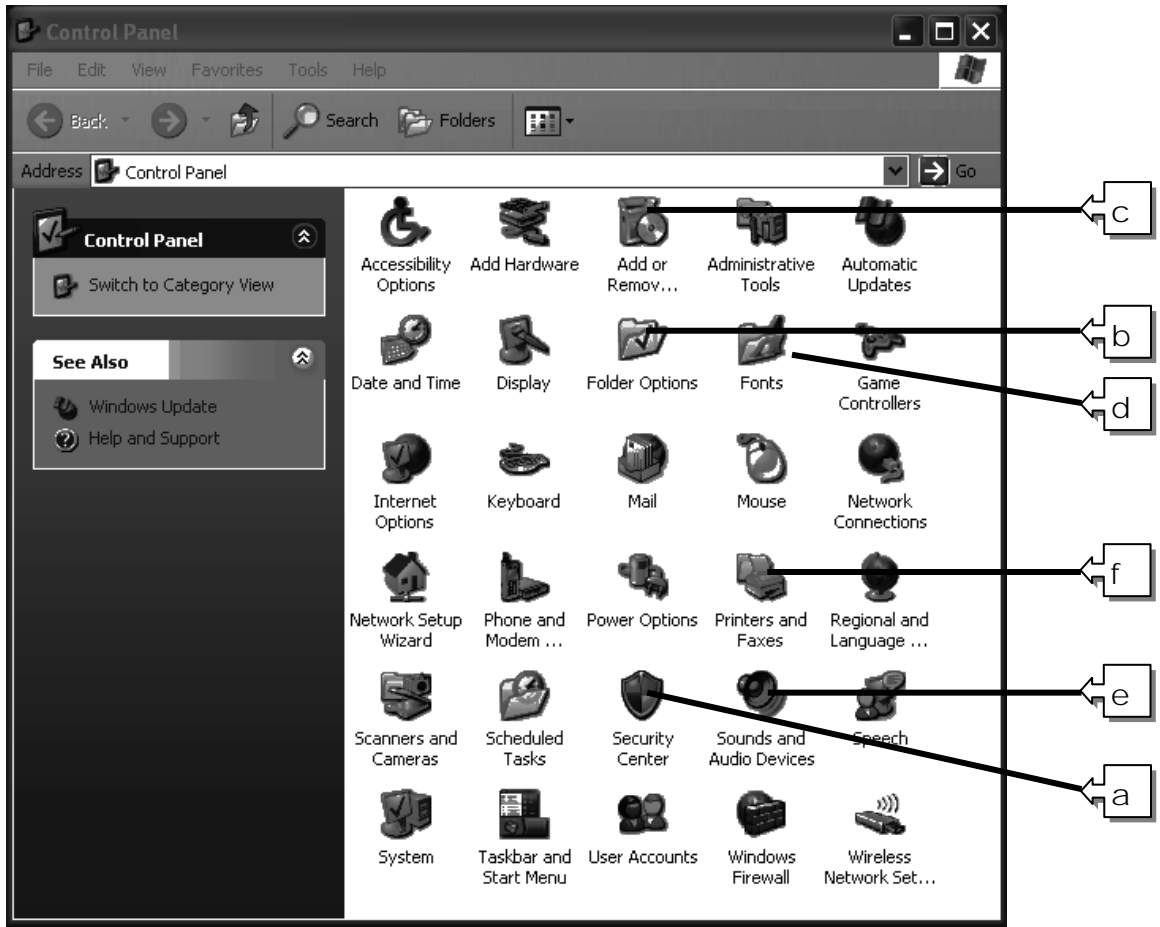 Control Panel
File Edit View Favorites Tools Help
Back Search Folders
Address Control Panel Go
Control Panel
Switch to Category View
See Also
Windows Update
Help and Support
Accessibility
Options
Add Hardware
Add or
Remov...
Administrative
Tools
Automatic
Updates
c
Date and Time
Display
Folder Options
Fonts
Game
Controllers
b
d
Internet
Options
Keyboard
Mail
Mouse
Network
Connections
Network Setup
Wizard
Phone and
Modem ...
Power Options
Printers and
Faxes
Regional and
Language ...
f
Scanners and
Cameras
Scheduled
Tasks
Security
Center
Sounds and
Audio Devices
Speech
e
a
System
Taskbar and
Start Menu
User Accounts
Windows
Firewall
Wireless
Network Set...